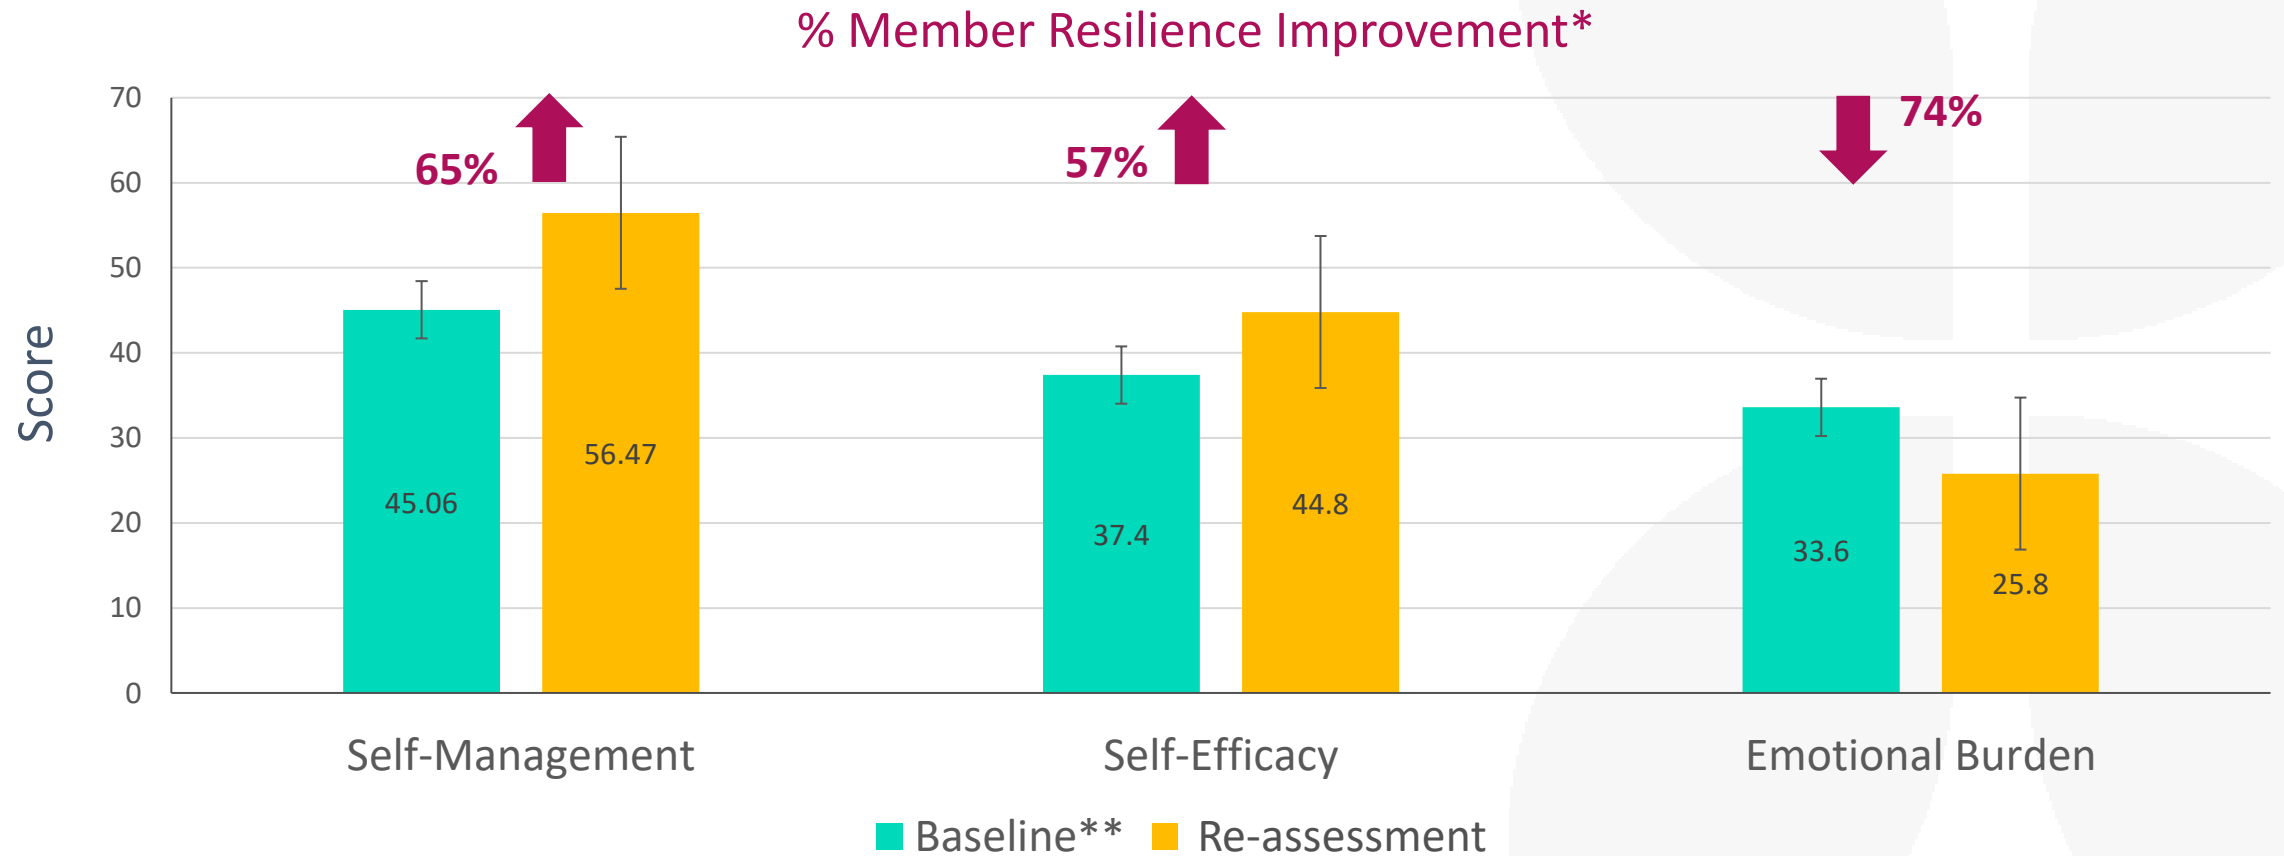 % Member Resilience Improvement*
70
60
50
40
30
20
10
0
Score
65%
57%
74%
45.06
56.47
37.4
44.8
33.6
25.8
Self-Management
Self-Efficacy
Emotional Burden
Baseline**
Re-assessment